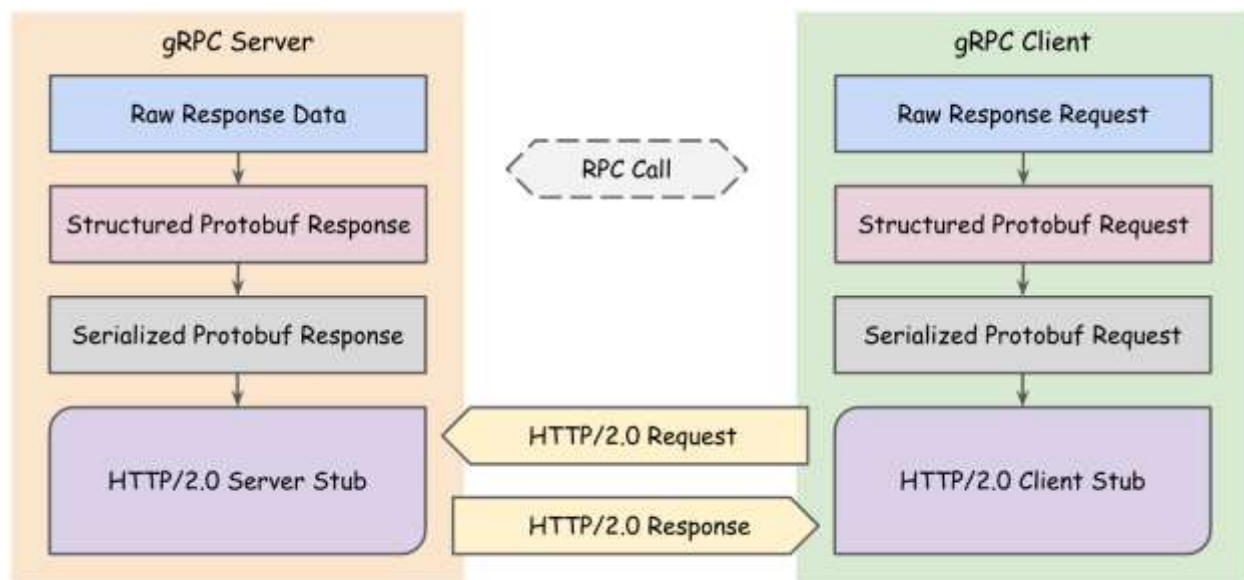 gRPC Server
Raw Response Data
Structured Protobuf Response
Serialized Protobuf Response
HTTP/2.0 Server Stub
RPC Call
HTTP/2.0 Request
HTTP/2.0 Response
gRPC Client
Raw Response Request
Structured Protobuf Request
Serialized Protobuf Request
HTTP/2.0 Client Stub